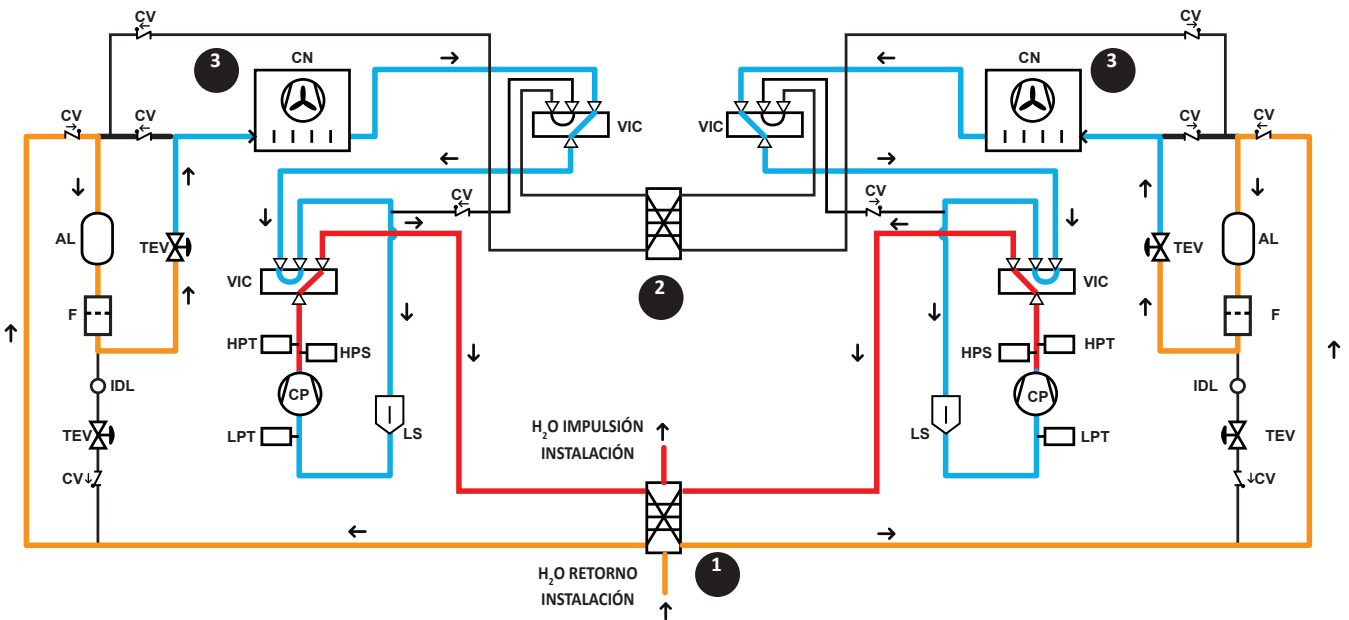 CV
CV
3
CN
CN
3
CV
CV
VIC
VIC
CV
CV
CV
CV
AL
TEV
TEV
AL
VIC
2
VIC
F
F
HPT
HPS
HPS
HPT
IDL
CP
CP
IDL
TEV
LPT
LS
H₂O IMPULSIÓN
INSTALACIÓN
LS
LPT
TEV
CV
CV
1
H₂O RETORNO
INSTALACIÓN